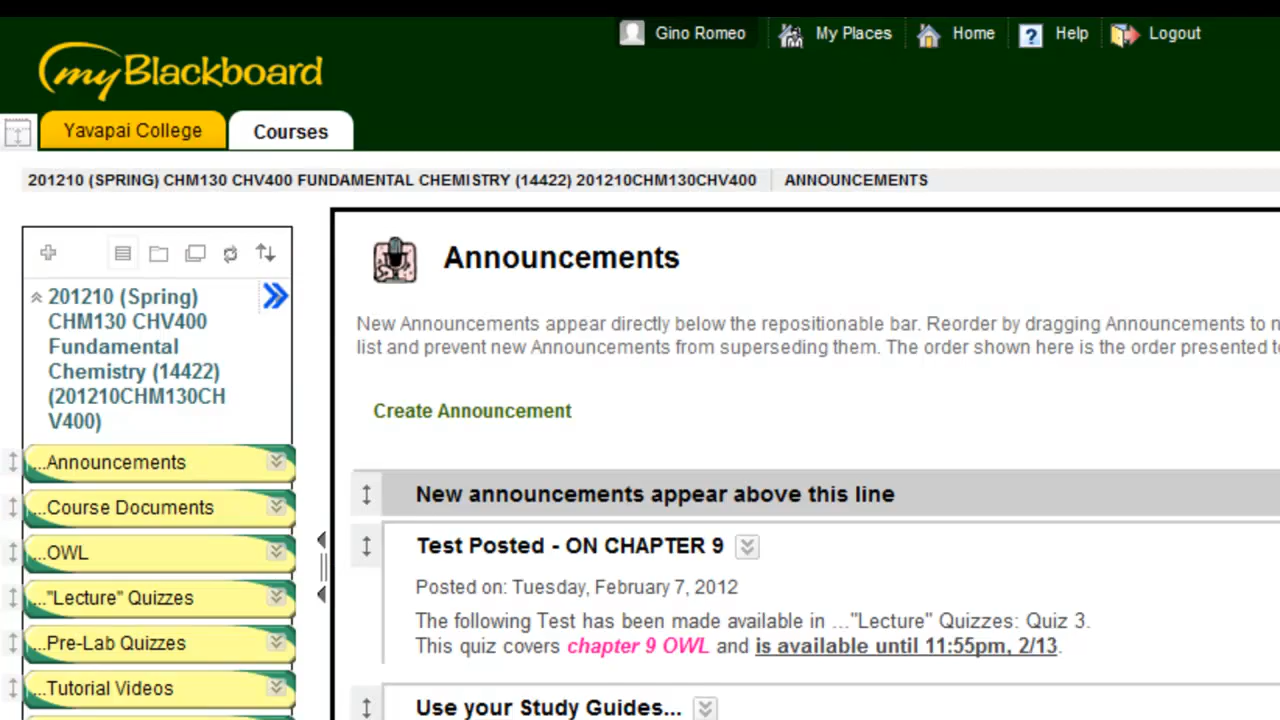 Gino Romeo My Places Home Help Logout
myBlackboard
Yavapai College Courses
201210 (SPRING) CHM130 CHV400 FUNDAMENTAL CHEMISTRY (14422) 201210CHM130CHV400 ANNOUNCEMENTS
201210 (Spring)
CHM130 CHV400
Fundamental
Chemistry (14422)
(201210CHM130CH
V400)
...Announcements
...Course Documents
...OWL
..."Lecture" Quizzes
...Pre-Lab Quizzes
...Tutorial Videos
Announcements
New Announcements appear directly below the repositionable bar. Reorder by dragging Announcements to n
list and prevent new Announcements from superseding them. The order shown here is the order presented to
Create Announcement
New announcements appear above this line
Test Posted - ON CHAPTER 9
Posted on: Tuesday, February 7, 2012
The following Test has been made available in ..."Lecture" Quizzes: Quiz 3.
This quiz covers chapter 9 OWL and is available until 11:55pm, 2/13.
Use your Study Guides...